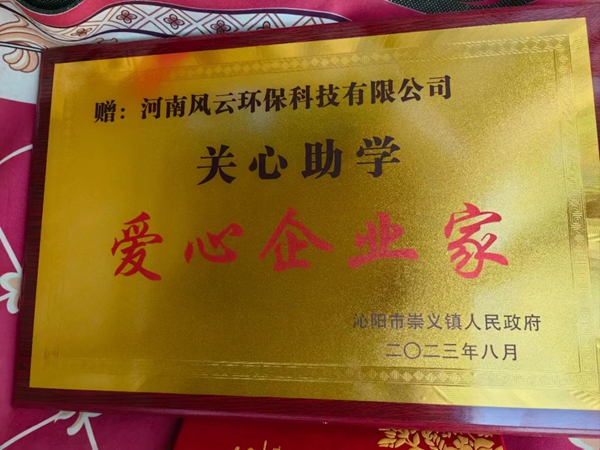 赠：河南风云环保科技有限公司
关心助学
爱心企业家
沁阳市崇义镇人民政府
二〇二三年八月